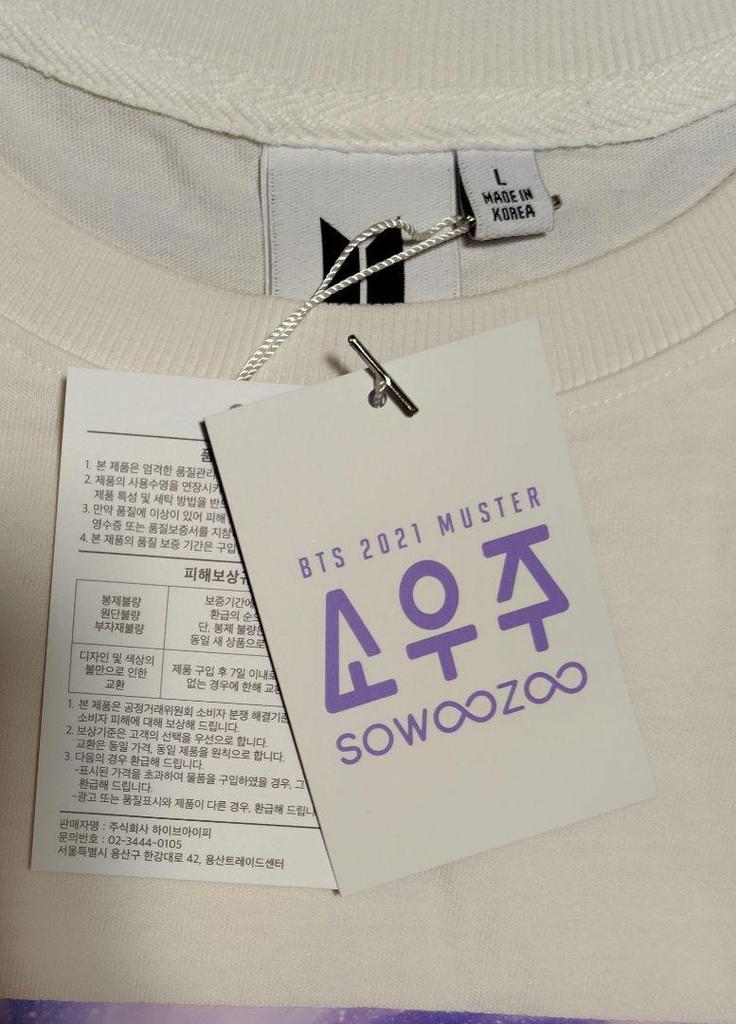 L
MADE IN
KOREA
1. 본 제품은 엄격한 품질관리
2. 제품의 사용수명을 연장시키
제품 특성 및 세탁 방법을 반드
3. 만약 품질에 이상이 있어 피해
영수증 또는 품질보증서를 지참
4. 본 제품의 품질 보증 기간은 구입
피해보상규
봉제불량
원단불량
부자재불량
보증기간에
환급의 순
단, 봉제 불량은
동일 새 상품으로
디자인 및 색상의
불만으로 인한
교환
제품 구입 후 7일 이내로
없는 경우에 한해 교환
1. 본 제품은 공정거래위원회 소비자 분쟁 해결기준
소비자 피해에 대해 보상해 드립니다.
2. 보상기준은 고객의 선택을 우선으로 합니다.
교환은 동일 가격, 동일 제품을 원칙으로 합니다.
3. 다음의 경우 환급해 드립니다.
-표시된 가격을 초과하여 물품을 구입하였을 경우, 그
환급해 드립니다.
-광고 또는 품질표시와 제품이 다른 경우, 환급해 드립니
판매자명 : 주식회사 하이브아이피
문의번호 : 02-3444-0105
서울특별시 용산구 한강대로 42, 용산트레이드센터
BTS 2021 MUSTER
소우주
SOWOOZOO